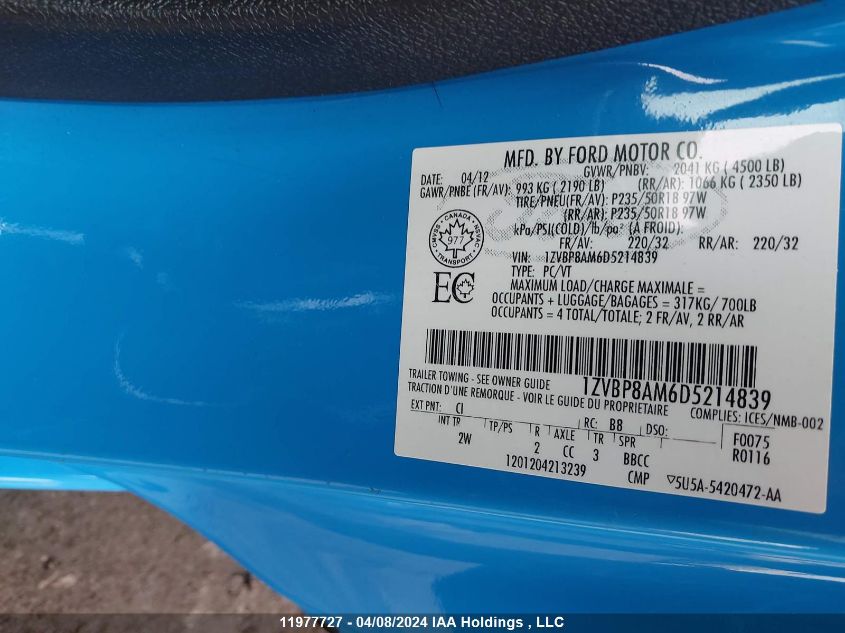 MFD. BY FORD MOTOR CO.
DATE: 04/12 GVWR/PNBV: 2041 KG ( 4500 LB)
GAWR/PNBE (FR/AV): 993 KG ( 2190 LB) (RR/AR): 1066 KG ( 2350 LB)
TIRE/PNEU(FR/AV): P235/50R18 97W
(RR/AR): P235/50R18 97W
kPa/PSI(COLD)/lb/po² (À FROID):
FR/AV: 220/32 RR/AR: 220/32
CANADA
CMVSS NSVAC
977
TRANSPORT
VIN: 1ZVBP8AM6D5214839
TYPE: PC/VT
EC
MAXIMUM LOAD/CHARGE MAXIMALE =
OCCUPANTS + LUGGAGE/BAGAGES = 317KG/ 700LB
OCCUPANTS = 4 TOTAL/TOTALE; 2 FR/AV, 2 RR/AR
1ZVBP8AM6D5214839
TRAILER TOWING - SEE OWNER GUIDE
TRACTION D'UNE REMORQUE - VOIR LE GUIDE DU PROPRIETAIRE
COMPLIES: ICES/NMB-002
EXT PNT: CI RC: B8 DSO: F0075
INT TR TP/PS R AXLE TR SPR R0116
2W 2 CC 3 BBCC
1201204213239 CMP 5U5A-5420472-AA
11977727 - 04/08/2024 IAA Holdings , LLC